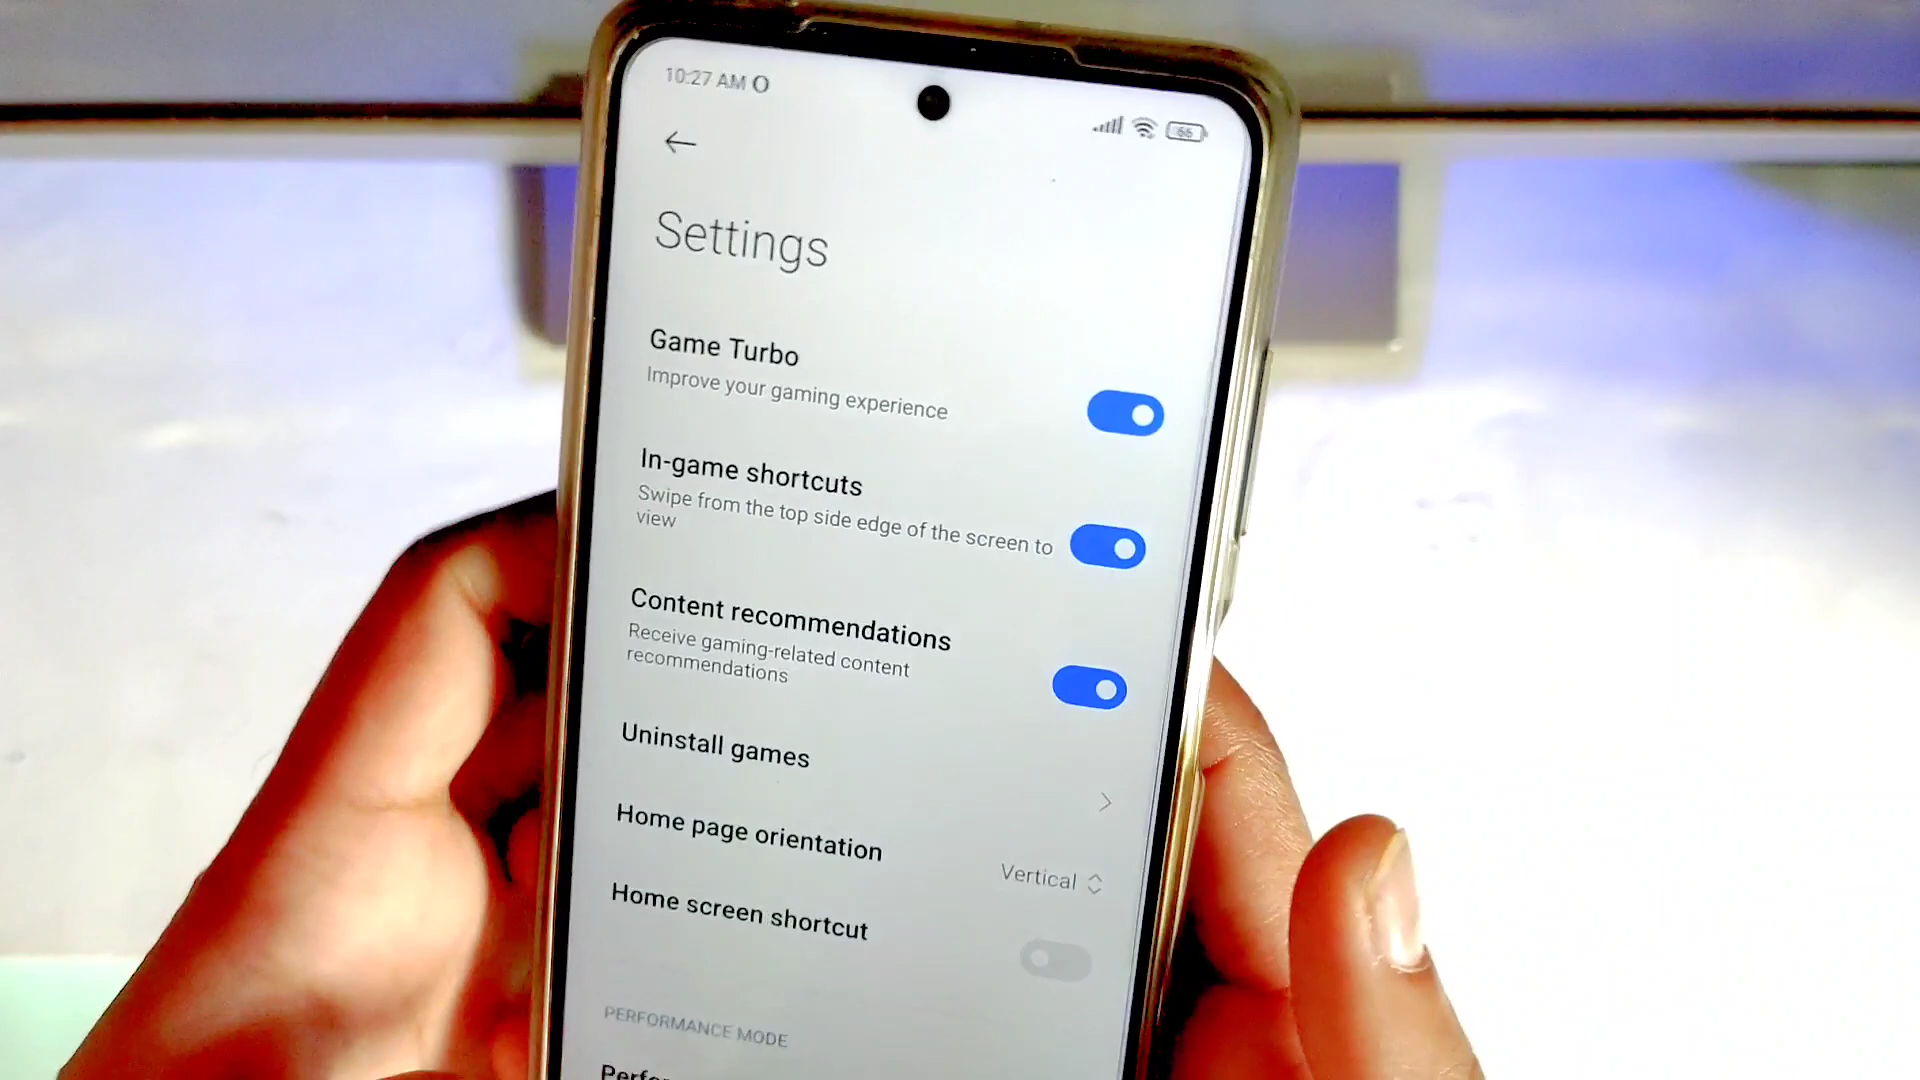 10:27 AM
66
Settings
Game Turbo
Improve your gaming experience
In-game shortcuts
Swipe from the top side edge of the screen to
view
Content recommendations
Receive gaming-related content
recommendations
Uninstall games
Home page orientation
Vertical
Home screen shortcut
PERFORMANCE MODE